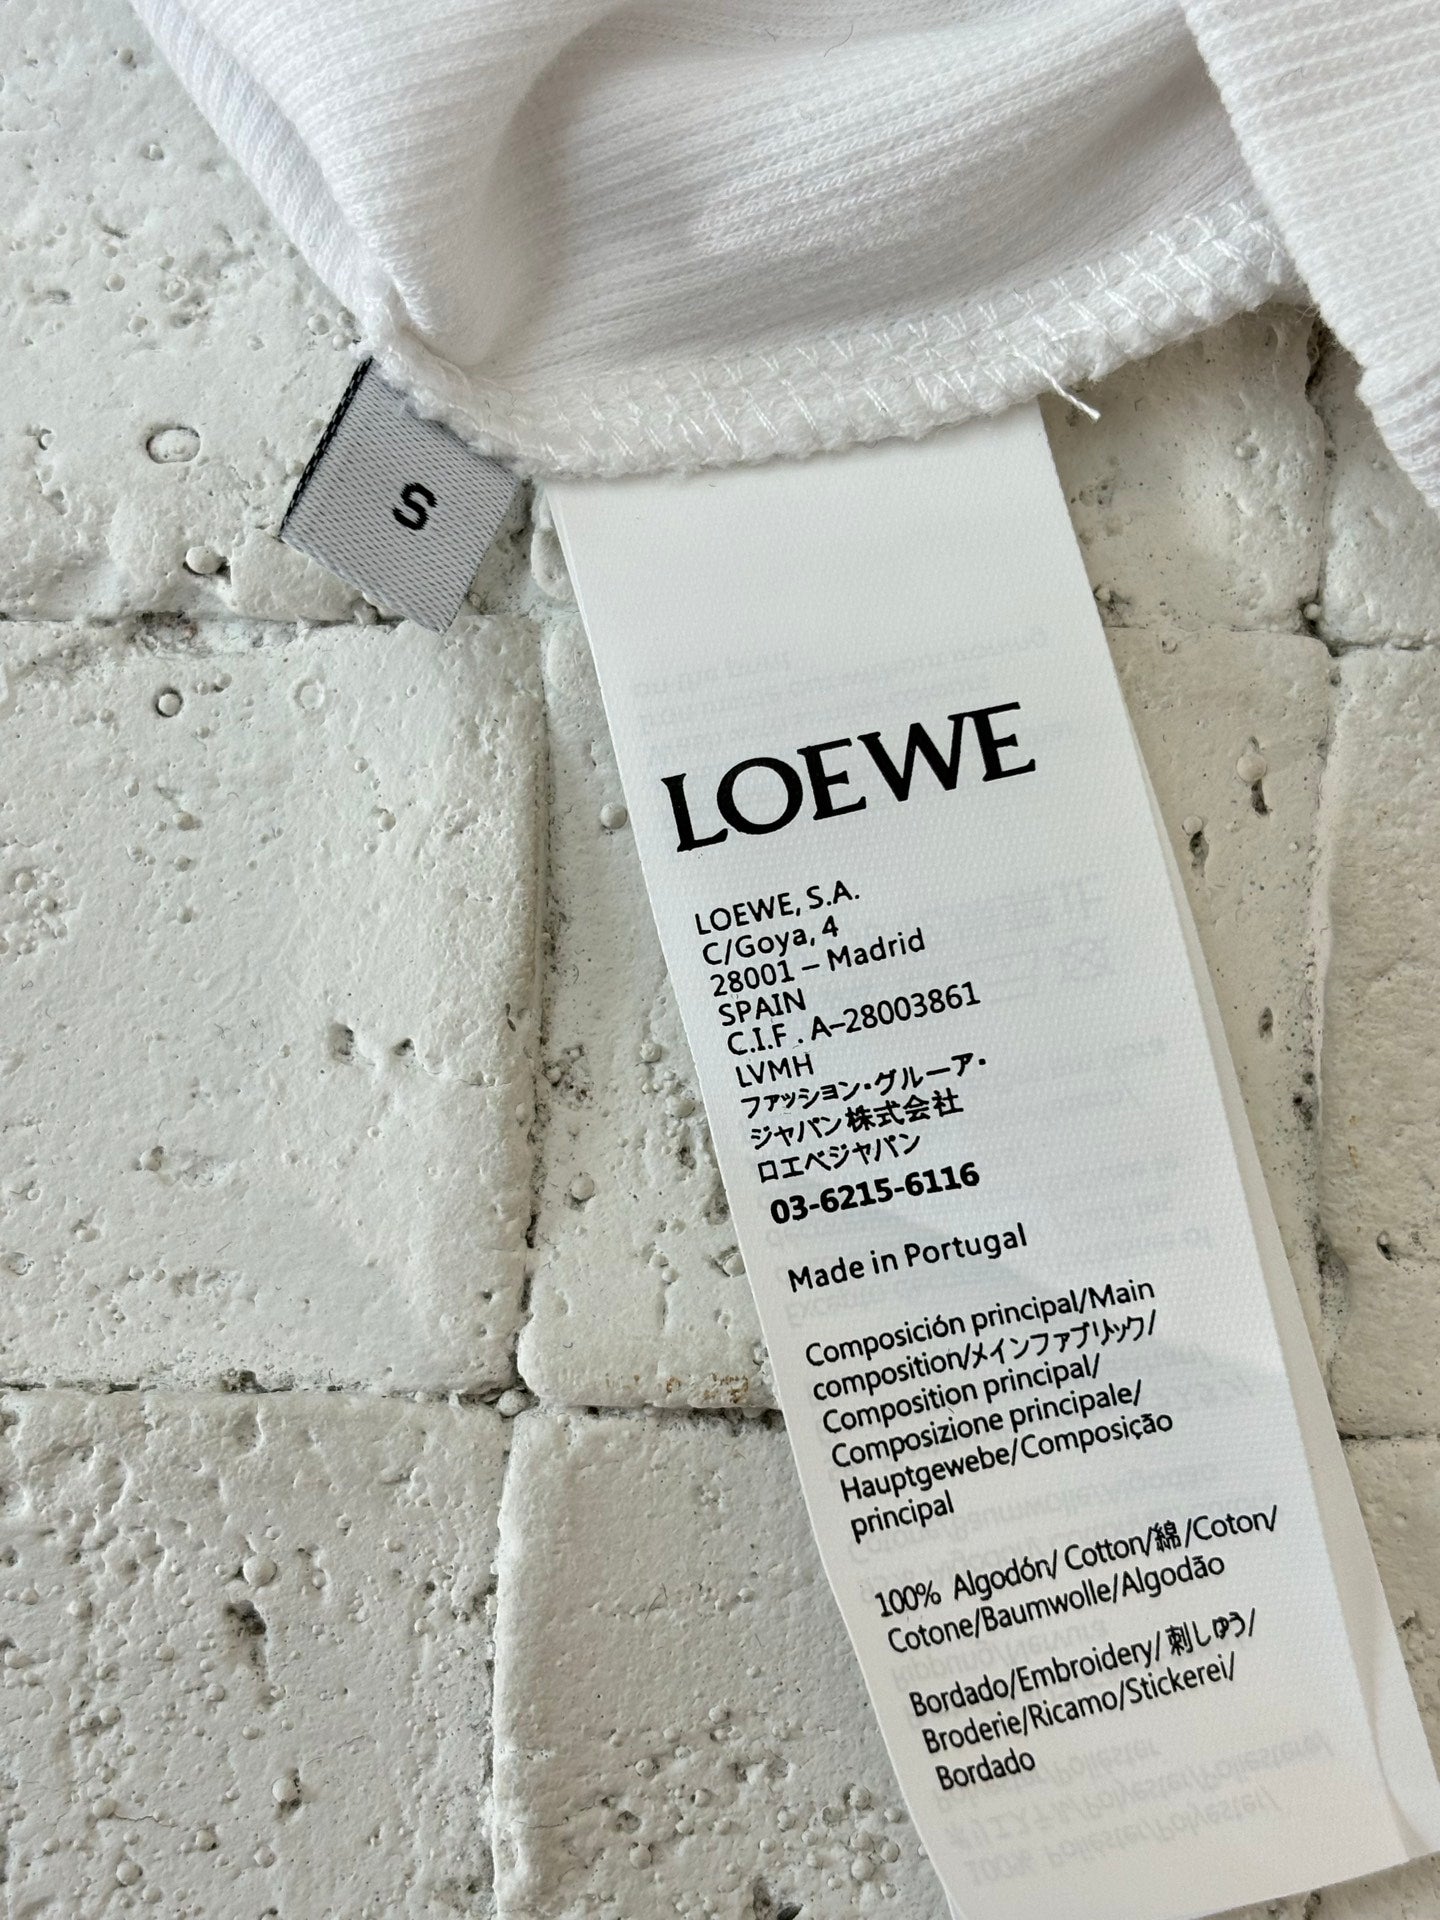 S
LOEWE
LOEWE, S.A.
C/Goya, 4
28001 – Madrid
SPAIN
C.I.F . A–28003861
LVMH
ファッション・グルーア・
ジャパン株式会社
ロエベジャパン
03-6215-6116
Made in Portugal
Composición principal/Main
composition/メインファブリック/
Composition principal/
Composizione principale/
Hauptgewebe/Composição
principal
100% Algodón/ Cotton/綿/Coton/
Cotone/Baumwolle/Algodão
Bordado/Embroidery/ 刺しゅう/
Broderie/Ricamo/Stickerei/
Bordado